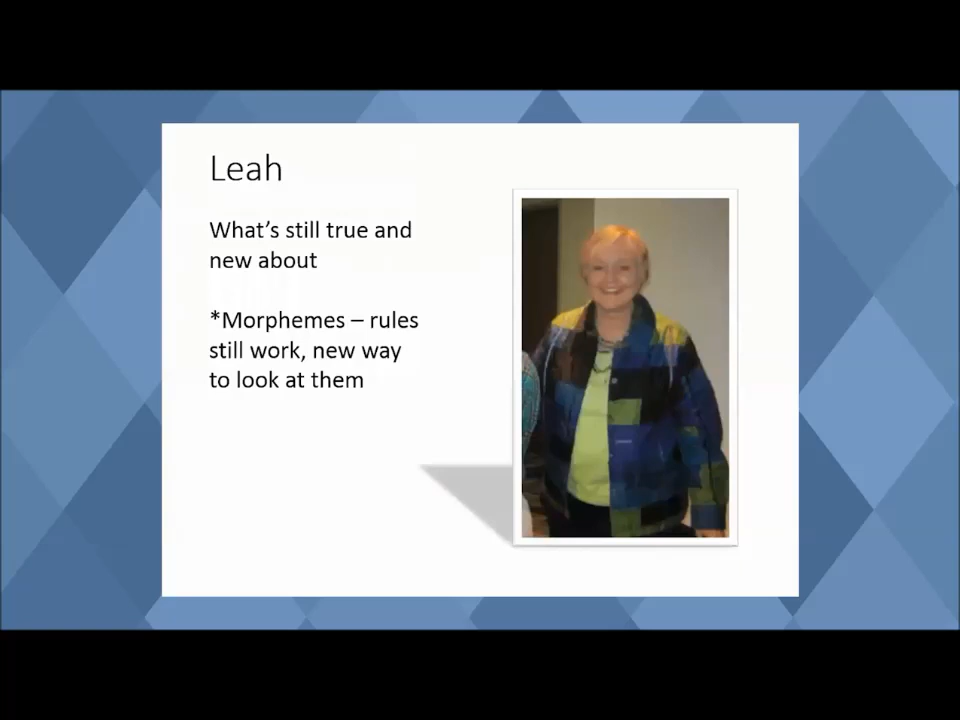 Leah
What’s still true and
new about
*Morphemes – rules
still work, new way
to look at them